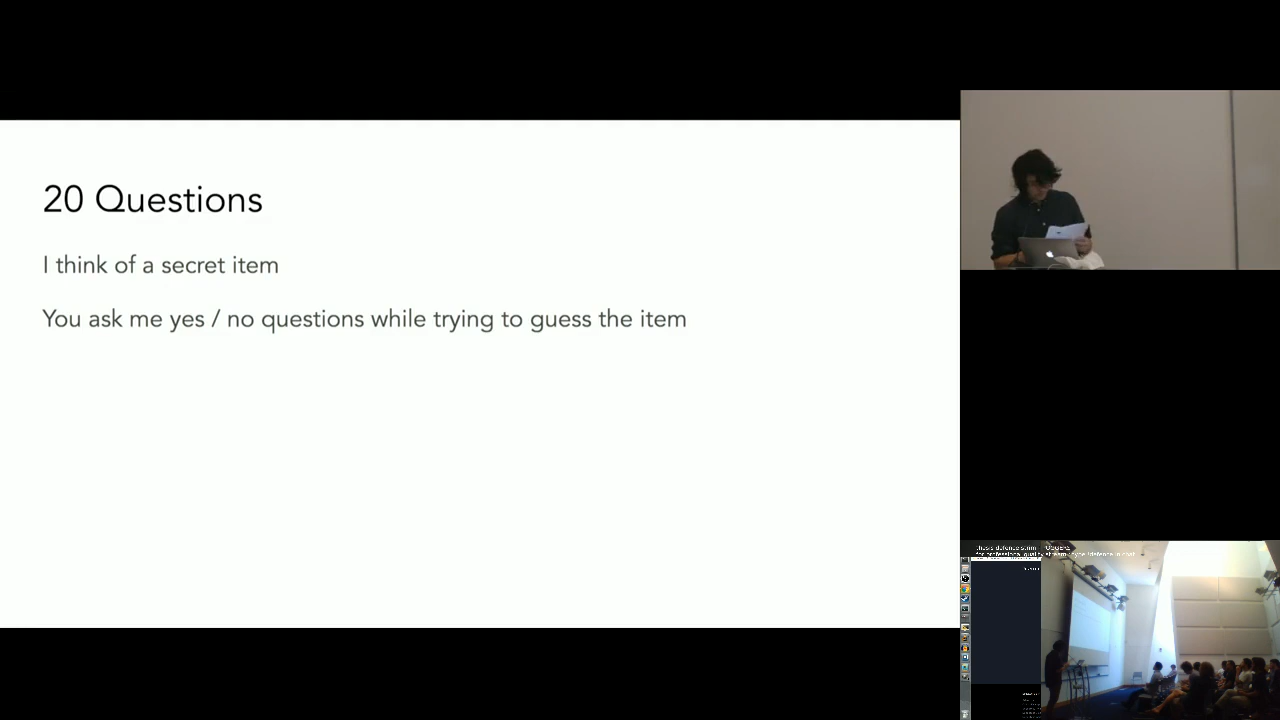 20 Questions
I think of a secret item
You ask me yes / no questions while trying to guess the item